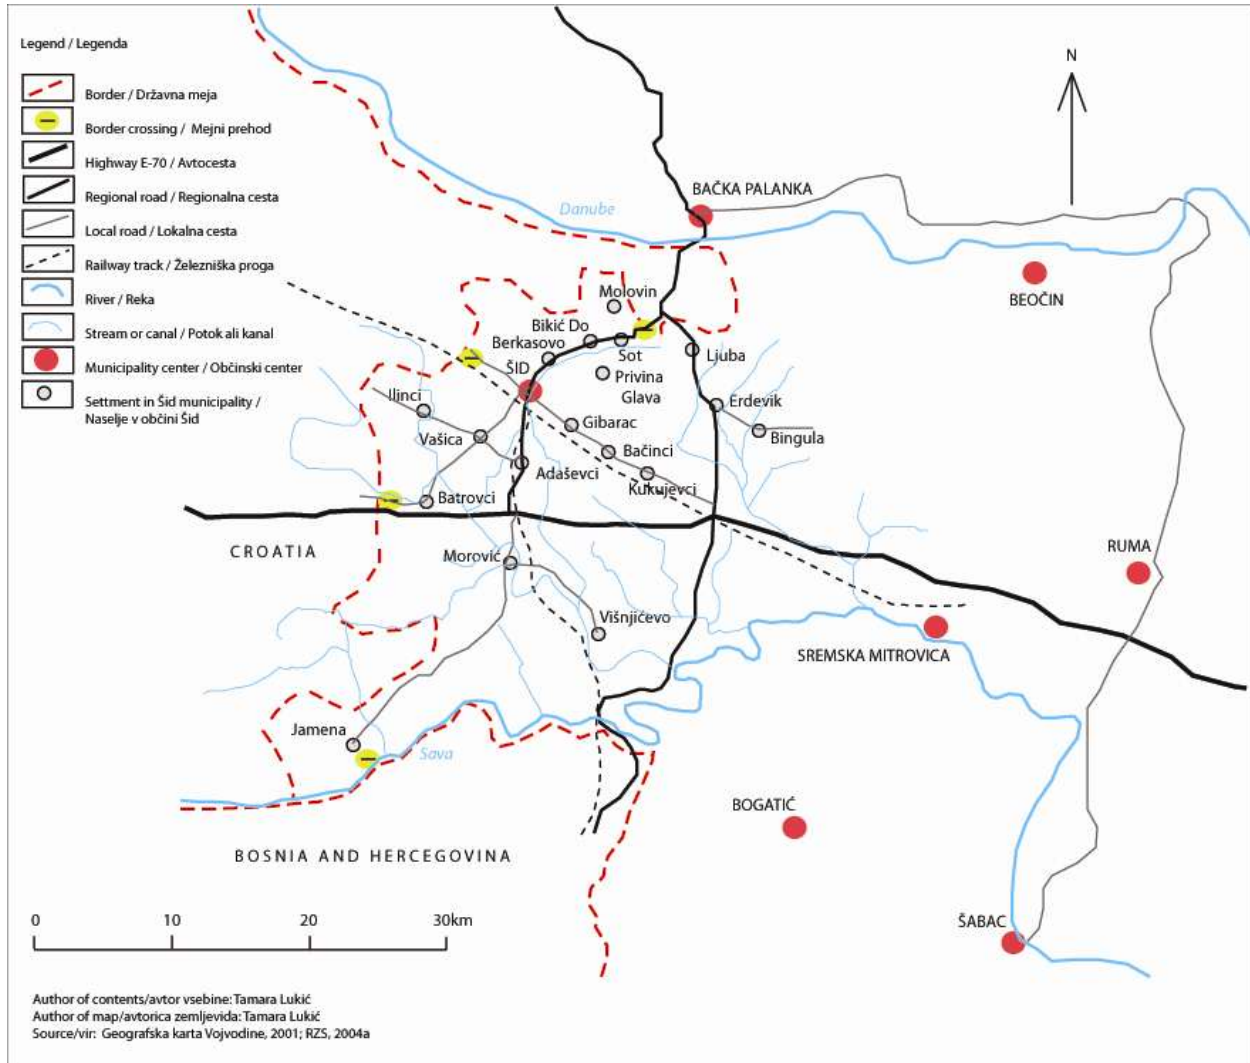 Legend / Legenda
Border / Državna meja
Border crossing / Mejni prehod
Highway E-70 / Avtocesta
Regional road / Regionalna cesta
Local road / Lokalna cesta
Railway track / Železniška proga
River / Reka
Stream or canal / Potok ali kanal
Municipality center / Občinski center
Settment in Šid municipality /
Naselje v občini Šid
N
BAČKA PALANKA
Danube
BEOČIN
Molovin
Bikić Do
Berkasovo
Sot
Ljuba
ŠID
Privina
Glava
Ilinci
Erdevik
Gibarac
Vašica
Bingula
Bačinci
Adaševci
Kukujevci
Batrovci
CROATIA
Morović
RUMA
Višnjićevo
SREMSKA MITROVICA
Jamena
Sava
BOGATIĆ
BOSNIA AND HERCEGOVINA
ŠABAC
0 10 20 30km
Author of contents/avtor vsebine: Tamara Lukić
Author of map/avtorica zemljevida: Tamara Lukić
Source/vir: Geografska karta Vojvodine, 2001; RZS, 2004a